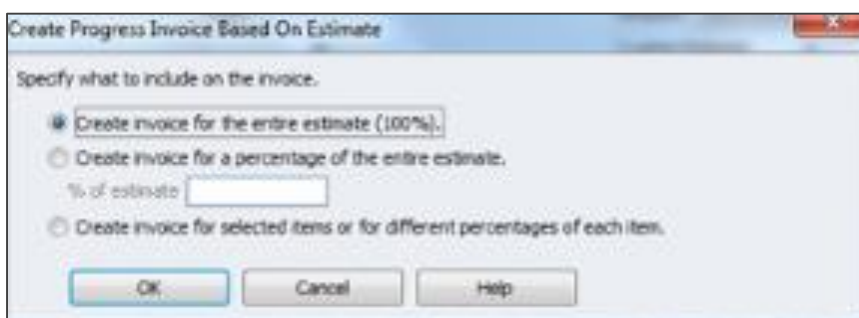 Create Progress Invoice Based On Estimate
Specify what to include on the invoice.
Create invoice for the entire estimate (100%).
Create invoice for a percentage of the entire estimate.
% of estimate
Create invoice for selected items or for different percentages of each item.
OK Cancel Help